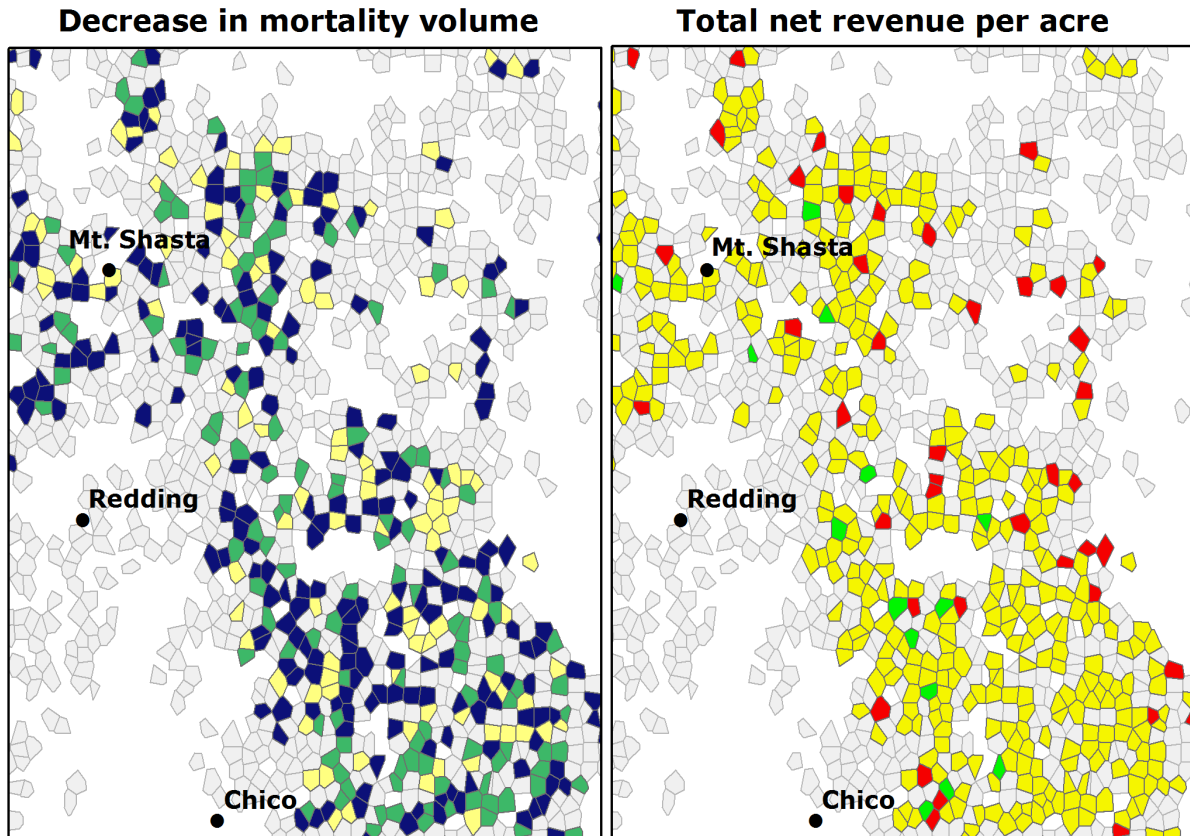 Decrease in mortality volume
Total net revenue per acre
Mt. Shasta
Mt. Shasta
Redding
Redding
Chico
Chico